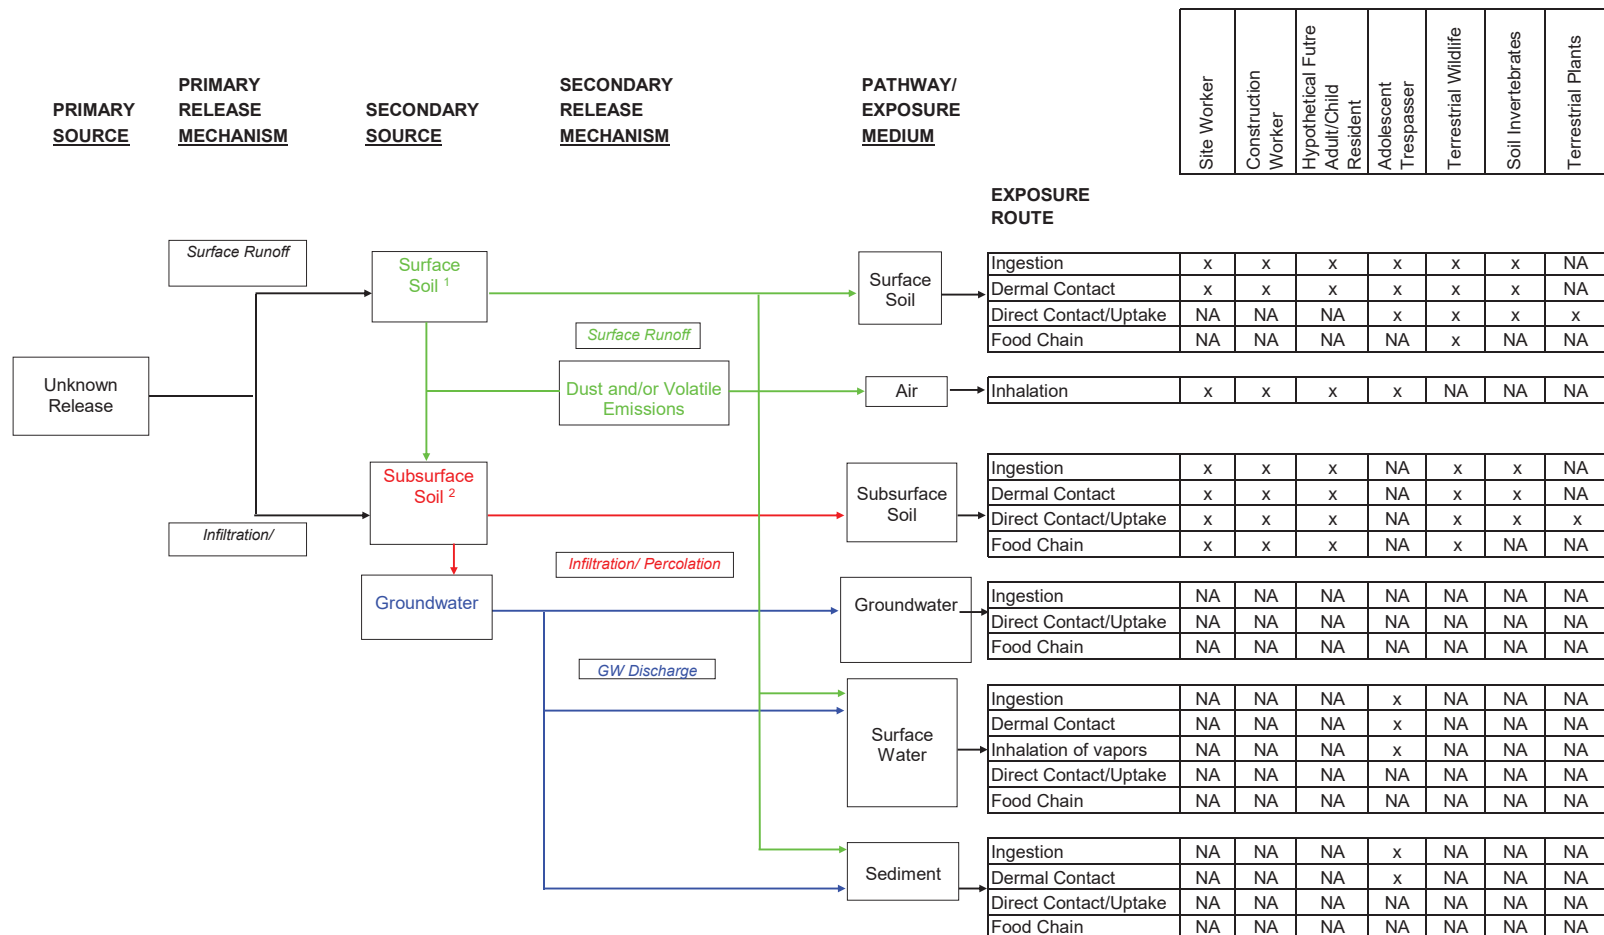 PRIMARY
SOURCE
PRIMARY
RELEASE
MECHANISM
SECONDARY
SOURCE
SECONDARY
RELEASE
MECHANISM
PATHWAY/
EXPOSURE
MEDIUM
Site Worker
Construction
Worker
Hypothetical Futre
Adult/Child
Resident
Adolescent
Trespasser
Terrestrial Wildlife
Soil Invertebrates
Terrestrial Plants
EXPOSURE
ROUTE
Surface Runoff
Surface
Soil 1
Surface
Soil
Ingestion x x x x x x NA
Dermal Contact x x x x x x NA
Direct Contact/Uptake NA NA NA x x x x
Food Chain NA NA NA NA x NA NA
Surface Runoff
Unknown
Release
Dust and/or Volatile
Emissions
Air
Inhalation x x x x NA NA NA
Subsurface
Soil 2
Subsurface
Soil
Ingestion x x x NA x x NA
Dermal Contact x x x NA x x NA
Direct Contact/Uptake x x x NA x x x
Food Chain x x x NA x NA NA
Infiltration/
Infiltration/ Percolation
Groundwater
Groundwater
Ingestion NA NA NA NA NA NA NA
Direct Contact/Uptake NA NA NA NA NA NA NA
Food Chain NA NA NA NA NA NA NA
GW Discharge
Surface
Water
Ingestion NA NA NA x NA NA NA
Dermal Contact NA NA NA x NA NA NA
Inhalation of vapors NA NA NA x NA NA NA
Direct Contact/Uptake NA NA NA NA NA NA NA
Food Chain NA NA NA NA NA NA NA
Sediment
Ingestion NA NA NA x NA NA NA
Dermal Contact NA NA NA x NA NA NA
Direct Contact/Uptake NA NA NA NA NA NA NA
Food Chain NA NA NA NA NA NA NA